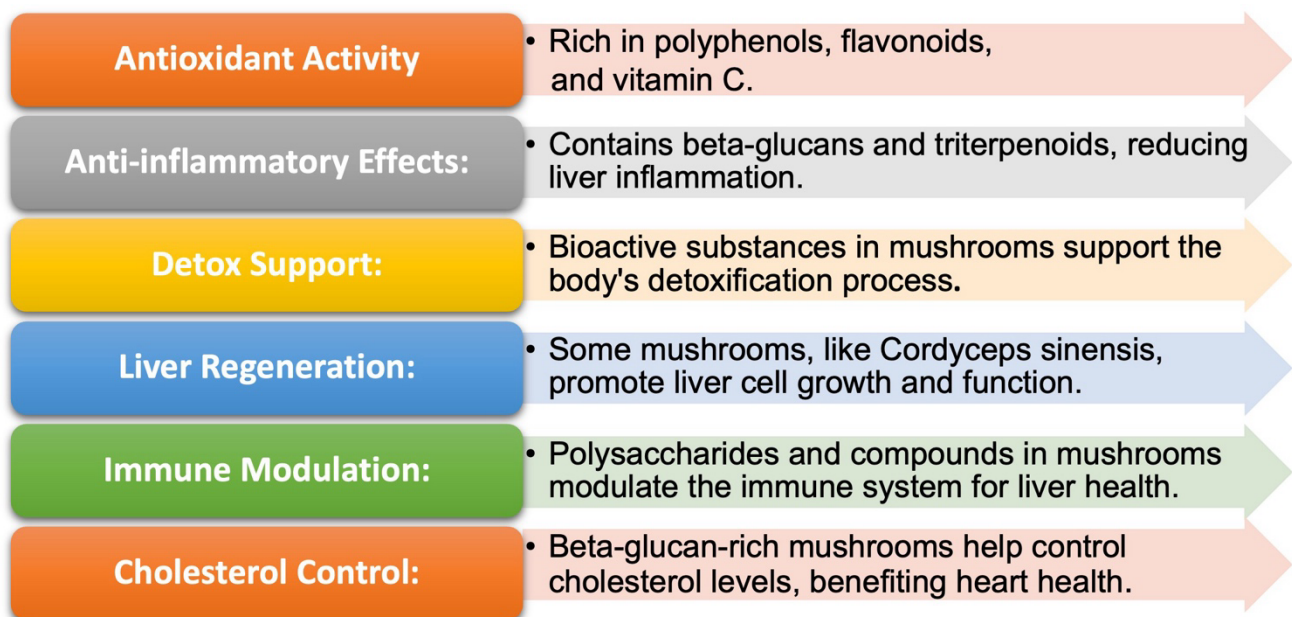 Antioxidant Activity
• Rich in polyphenols, flavonoids,
and vitamin C.
Anti-inflammatory Effects:
• Contains beta-glucans and triterpenoids, reducing
liver inflammation.
Detox Support:
• Bioactive substances in mushrooms support the
body's detoxification process.
Liver Regeneration:
• Some mushrooms, like Cordyceps sinensis,
promote liver cell growth and function.
Immune Modulation:
• Polysaccharides and compounds in mushrooms
modulate the immune system for liver health.
Cholesterol Control:
• Beta-glucan-rich mushrooms help control
cholesterol levels, benefiting heart health.